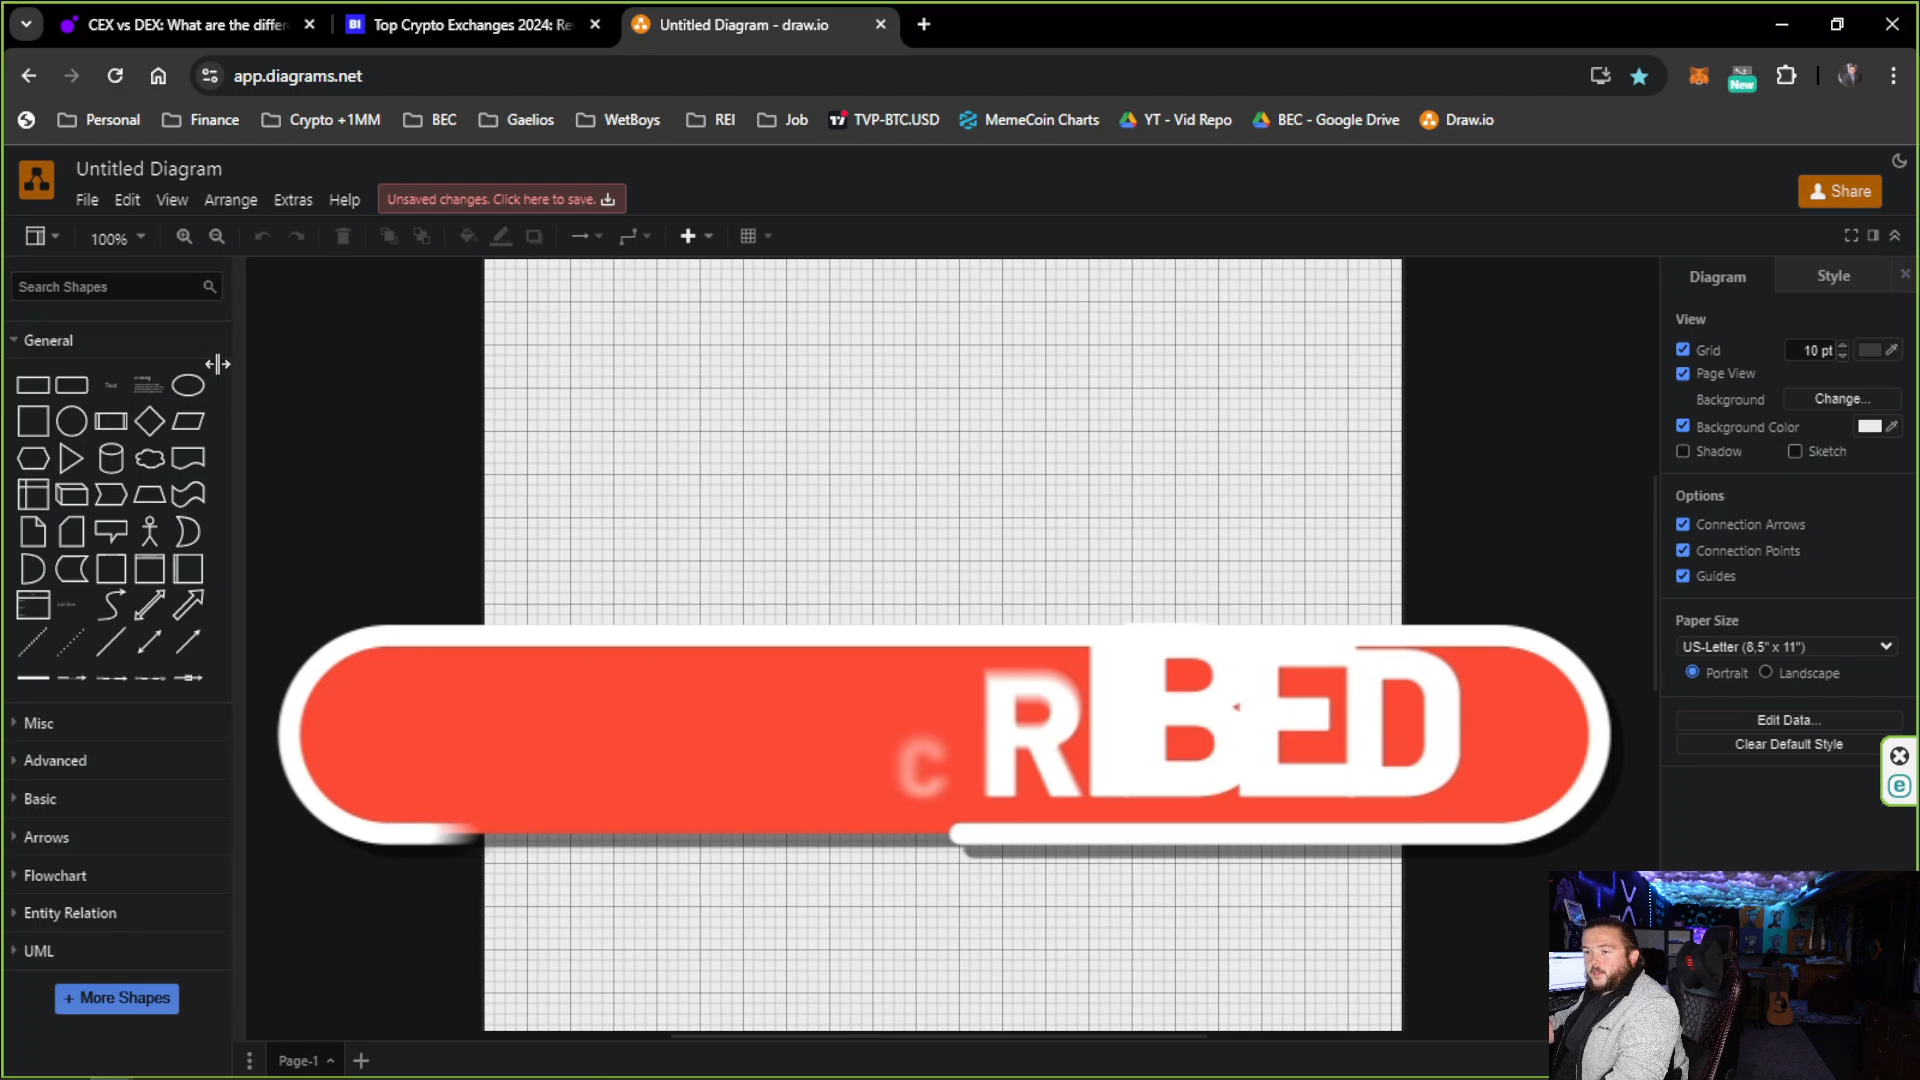 CEX vs DEX: What are the differ
BI Top Crypto Exchanges 2024: Re
Untitled Diagram - draw.io
app.diagrams.net
New
Personal
Finance
Crypto +1MM
BEC
Gaelios
WetBoys
REI
Job
TVP-BTC.USD
MemeCoin Charts
YT - Vid Repo
BEC - Google Drive
Draw.io
Untitled Diagram
File Edit View Arrange Extras Help
Unsaved changes. Click here to save.
Share
100%
Search Shapes
General
Text
Misc
Advanced
Basic
Arrows
Flowchart
Entity Relation
UML
+ More Shapes
C RBED
Page-1
Diagram
Style
View
Grid
10 pt
Page View
Background
Change...
Background Color
Shadow
Sketch
Options
Connection Arrows
Connection Points
Guides
Paper Size
US-Letter (8,5" x 11")
Portrait
Landscape
Edit Data...
Clear Default Style